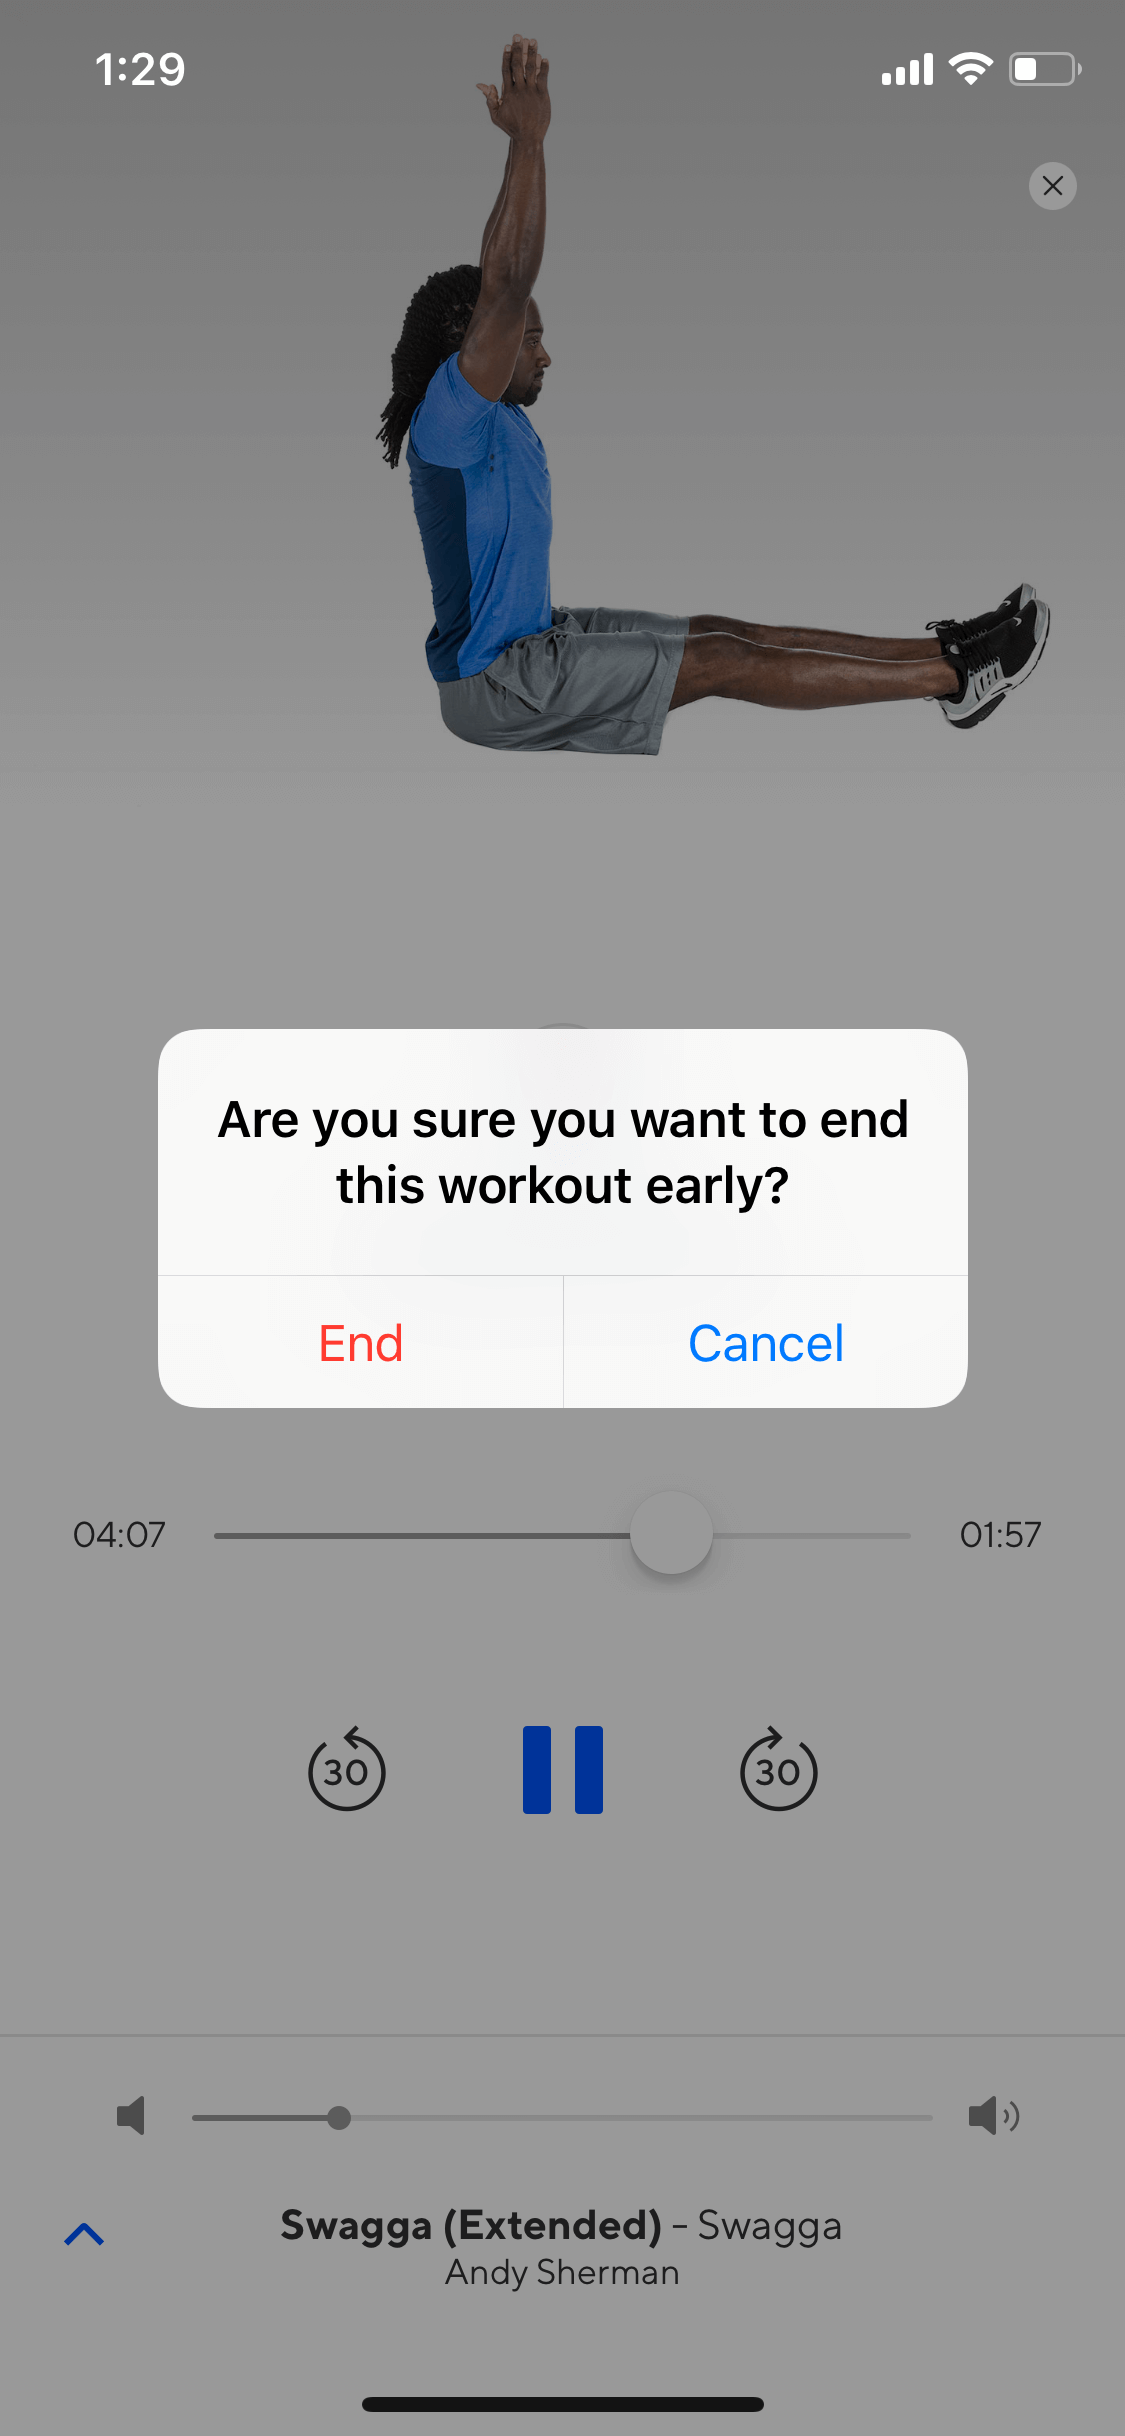 1:29
Are you sure you want to end
this workout early?
End Cancel
04:07 01:57
30 30
Swagga (Extended) - Swagga
Andy Sherman